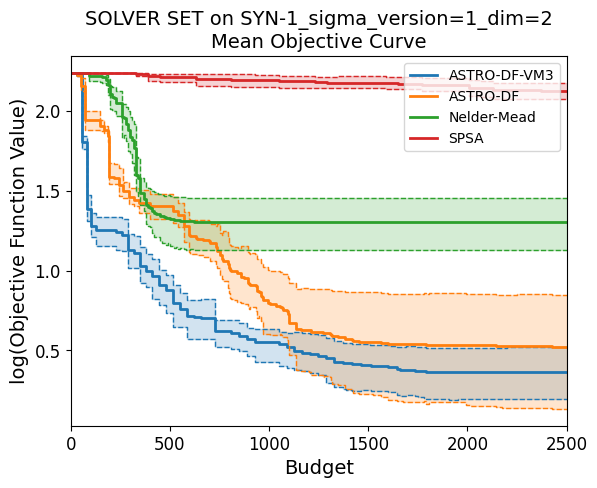 SOLVER SET on SYN-1_sigma_version=1_dim=2
Mean Objective Curve
log(Objective Function Value)
2.0
1.5
1.0
0.5
ASTRO-DF-VM3
ASTRO-DF
Nelder-Mead
SPSA
0
500
1000
1500
2000
2500
Budget